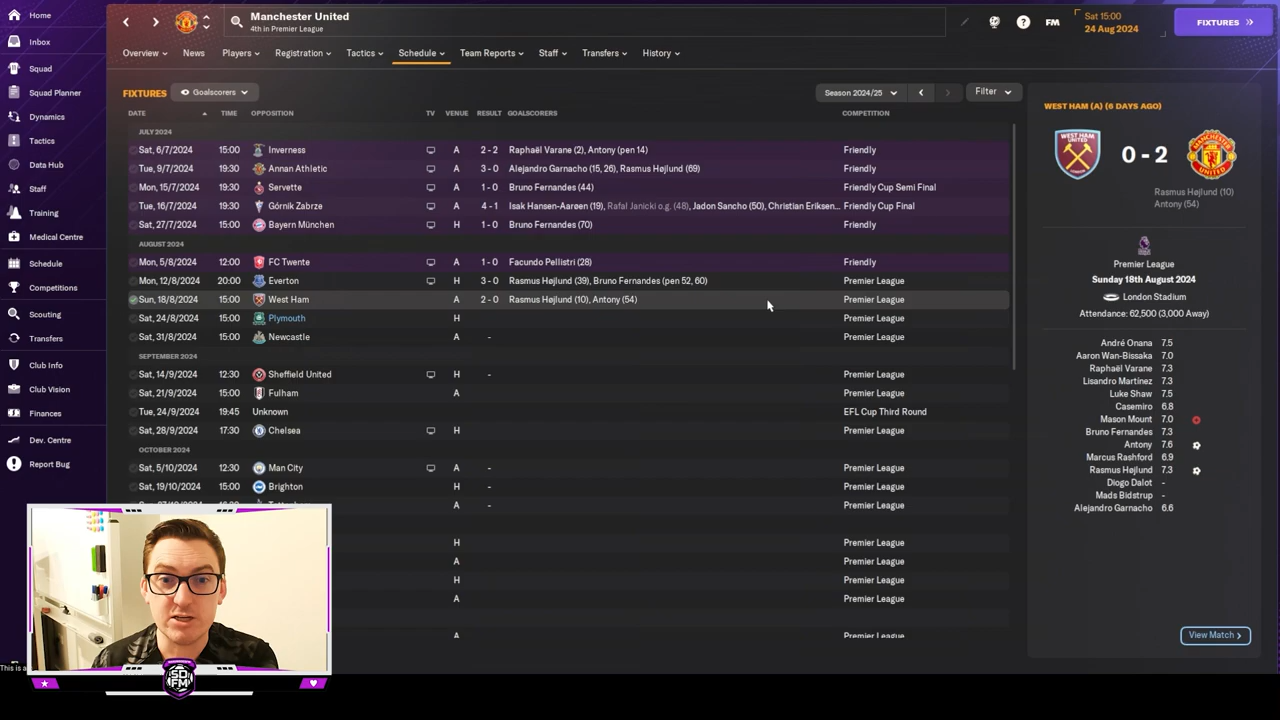 Home
Inbox
Squad
Squad Planner
Dynamics
Tactics
Data Hub
Staff
Training
Medical Centre
Schedule
Competitions
Scouting
Transfers
Club Info
Club Vision
Finances
Dev. Centre
Report Bug
This is a
Manchester United
4th in Premier League
? FM
Sat 15:00
24 Aug 2024
FIXTURES
Overview News Players Registration Tactics Schedule Team Reports Staff Transfers History
FIXTURES Goalscorers Season 2024/25 Filter
DATE TIME OPPOSITION TV VENUE RESULT GOALSCORERS COMPETITION
JULY 2024
Sat, 6/7/2024 15:00 Inverness A 2 - 2 Raphaël Varane (2), Antony (pen 14) Friendly
Tue, 9/7/2024 19:30 Annan Athletic A 3 - 0 Alejandro Garnacho (15, 26), Rasmus Højlund (69) Friendly
Mon, 15/7/2024 19:30 Servette A 1 - 0 Bruno Fernandes (44) Friendly Cup Semi Final
Tue, 16/7/2024 19:30 Górnik Zabrze A 4 - 1 Isak Hansen-Aarøen (19), Rafal Janicki o.g. (48), Jadon Sancho (50), Christian Eriksen... Friendly Cup Final
Sat, 27/7/2024 15:00 Bayern München H 1 - 0 Bruno Fernandes (70) Friendly
AUGUST 2024
Mon, 5/8/2024 12:00 FC Twente A 1 - 0 Facundo Pellistri (28) Friendly
Mon, 12/8/2024 20:00 Everton H 3 - 0 Rasmus Højlund (39), Bruno Fernandes (pen 52, 60) Premier League
Sun, 18/8/2024 15:00 West Ham A 2 - 0 Rasmus Højlund (10), Antony (54) Premier League
Sat, 24/8/2024 15:00 Plymouth H Premier League
Sat, 31/8/2024 15:00 Newcastle A - Premier League
SEPTEMBER 2024
Sat, 14/9/2024 12:30 Sheffield United H - Premier League
Sat, 21/9/2024 15:00 Fulham A Premier League
Tue, 24/9/2024 19:45 Unknown EFL Cup Third Round
Sat, 28/9/2024 17:30 Chelsea H Premier League
OCTOBER 2024
Sat, 5/10/2024 12:30 Man City A - Premier League
Sat, 19/10/2024 15:00 Brighton H - Premier League
A - Premier League
H Premier League
A Premier League
H Premier League
A Premier League
A Premier League
WEST HAM (A) (6 DAYS AGO)
WEST HAM UNITED
LONDON
0 - 2
MANCHESTER
UNITED
Rasmus Højlund (10)
Antony (54)
Premier League
Sunday 18th August 2024
London Stadium
Attendance: 62,500 (3,000 Away)
André Onana 7.5
Aaron Wan-Bissaka 7.0
Raphaël Varane 7.3
Lisandro Martínez 7.3
Luke Shaw 7.5
Casemiro 6.8
Mason Mount 7.0
Bruno Fernandes 7.3
Antony 7.6
Marcus Rashford 6.9
Rasmus Højlund 7.3
Diogo Dalot -
Mads Bidstrup -
Alejandro Garnacho 6.6
View Match
SD
FM